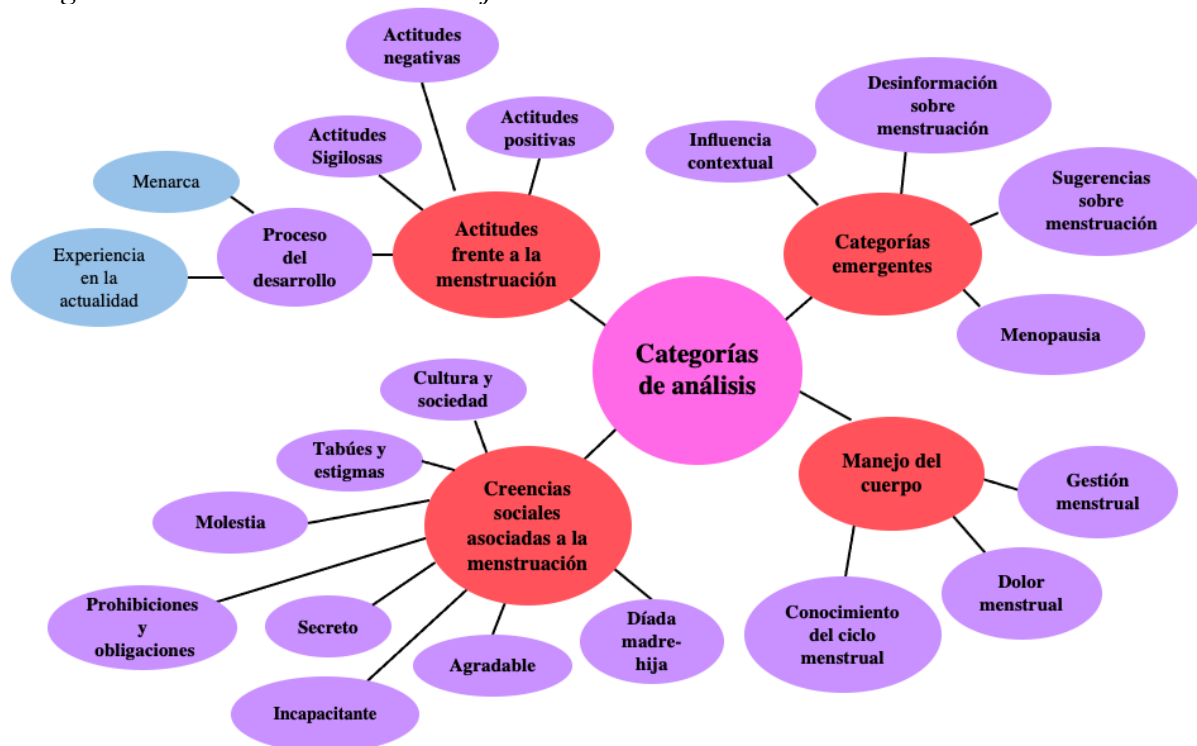 Actitudes
negativas
Actitudes
Sigilosas
Actitudes
positivas
Menarca
Experiencia
en la
actualidad
Proceso
del
desarrollo
Actitudes
frente a la
menstruación
Desinformación
sobre
menstruación
Influencia
contextual
Sugerencias
sobre
menstruación
Categorías
emergentes
Menopausia
Categorías
de análisis
Cultura y
sociedad
Tabúes y
estigmas
Molestia
Creencias
sociales
asociadas a la
menstruación
Prohibiciones
y
obligaciones
Secreto
Incapacitante
Agradable
Díada
madre-
hija
Manejo del
cuerpo
Gestión
menstrual
Dolor
menstrual
Conocimiento
del ciclo
menstrual